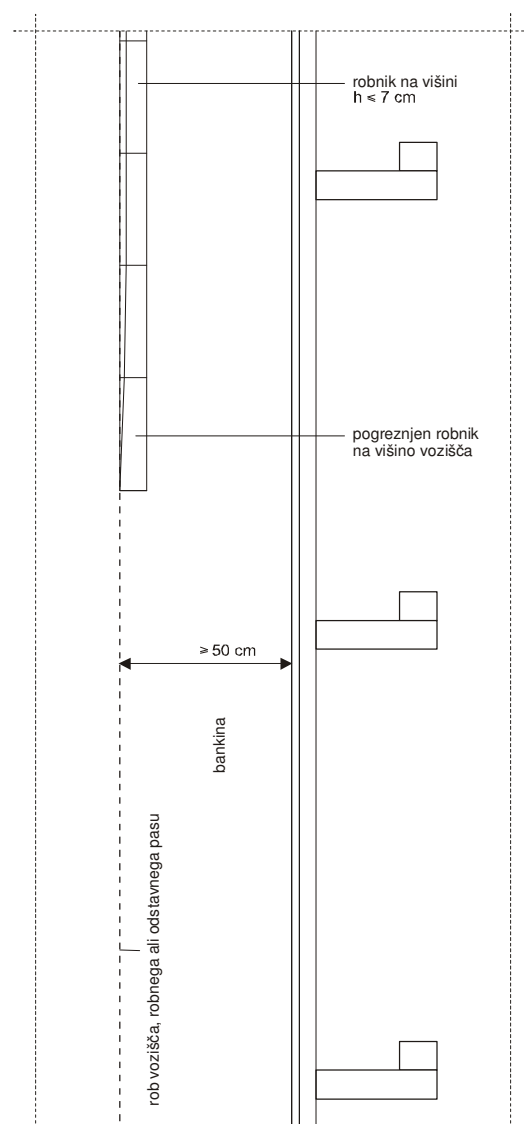 robnik na višini
h ≤ 7 cm
pogreznjen robnik
na višino vozišča
≥ 50 cm
bankina
rob vozišča, robnega ali odstavnega pasu